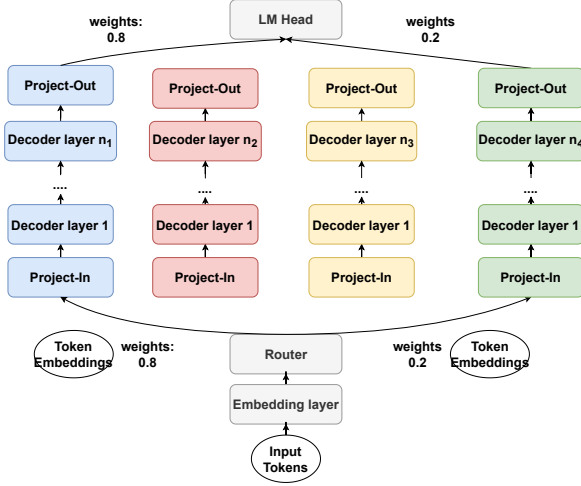 weights:
0.8
LM Head
weights
0.2
Project-Out
Project-Out
Project-Out
Project-Out
Decoder layer n1
Decoder layer n2
Decoder layer n3
Decoder layer n4
....
....
....
....
Decoder layer 1
Decoder layer 1
Decoder layer 1
Decoder layer 1
Project-In
Project-In
Project-In
Project-In
Token
Embeddings
weights:
0.8
Router
weights
0.2
Token
Embeddings
Embedding layer
Input
Tokens